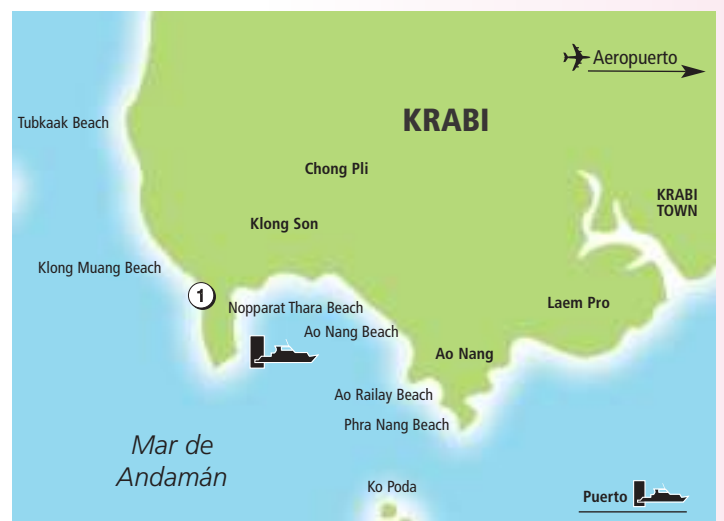 Aeropuerto
KRABI
Tubkaak Beach
Chong Pli
KRABI
TOWN
Klong Son
Klong Muang Beach
1
Nopparat Thara Beach
Laem Pro
Ao Nang Beach
Ao Nang
Ao Railay Beach
Phra Nang Beach
Mar de
Andamán
Ko Poda
Puerto